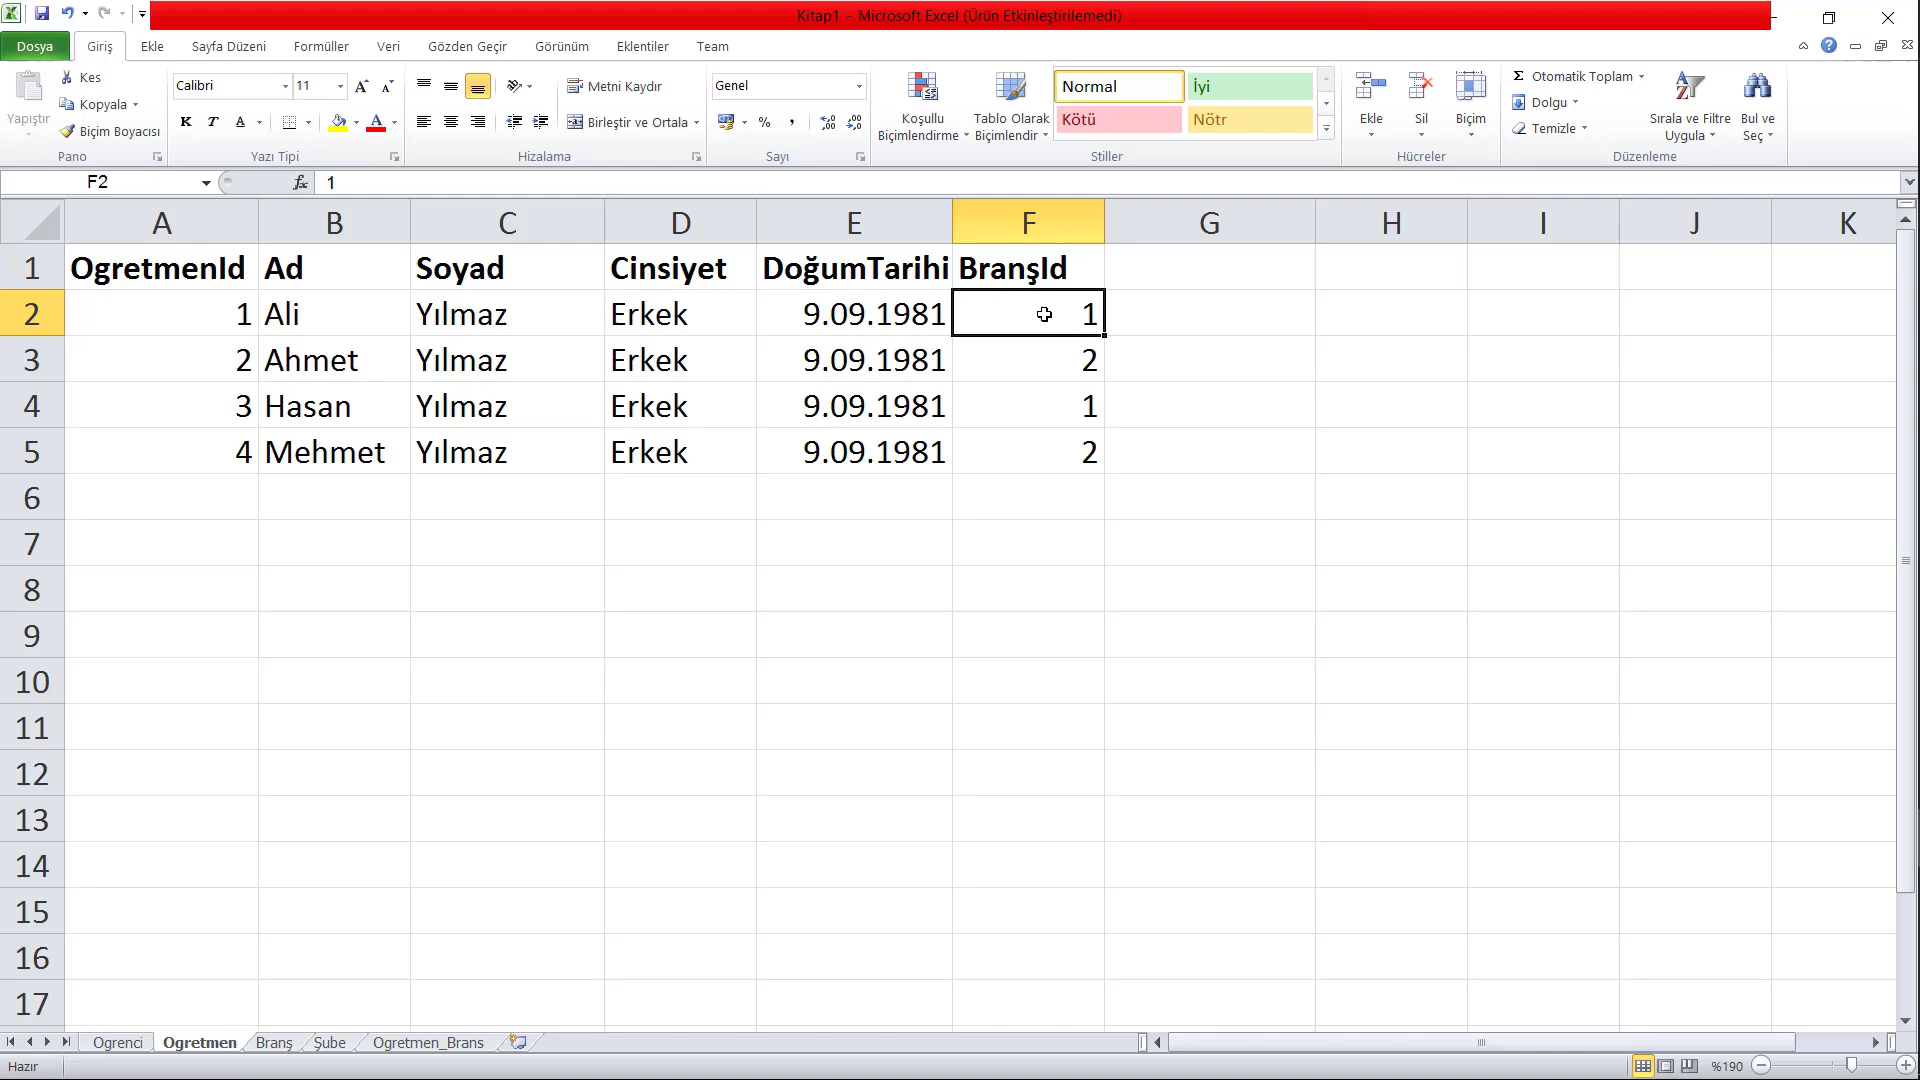 Kitap1 - Microsoft Excel (Ürün Etkinleştirilemedi)
Dosya Giriş Ekle Sayfa Düzeni Formüller Veri Gözden Geçir Görünüm Eklentiler Team
Yapıştır Kes Kopyala Biçim Boyacısı
Calibri 11
K T A A A A
Metni Kaydır
Birleştir ve Ortala
Genel
% ,
Koşullu Biçimlendirme
Tablo Olarak Biçimlendir
Normal İyi
Kötü Nötr
Ekle Sil Biçim
Σ Otomatik Toplam
Dolgu
Temizle
Sırala ve Filtre Uygula
Bul ve Seç
Pano Yazı Tipi Hizalama Sayı Stiller Hücreler Düzenleme
F2 fx 1
A B C D E F G H I J K
1 OgretmenId Ad Soyad Cinsiyet DoğumTarihi BranşId
2 1 Ali Yılmaz Erkek 9.09.1981 1
3 2 Ahmet Yılmaz Erkek 9.09.1981 2
4 3 Hasan Yılmaz Erkek 9.09.1981 1
5 4 Mehmet Yılmaz Erkek 9.09.1981 2
6
7
8
9
10
11
12
13
14
15
16
17
Ogrenci Ogretmen Branş Şube Ogretmen_Brans
Hazır %190